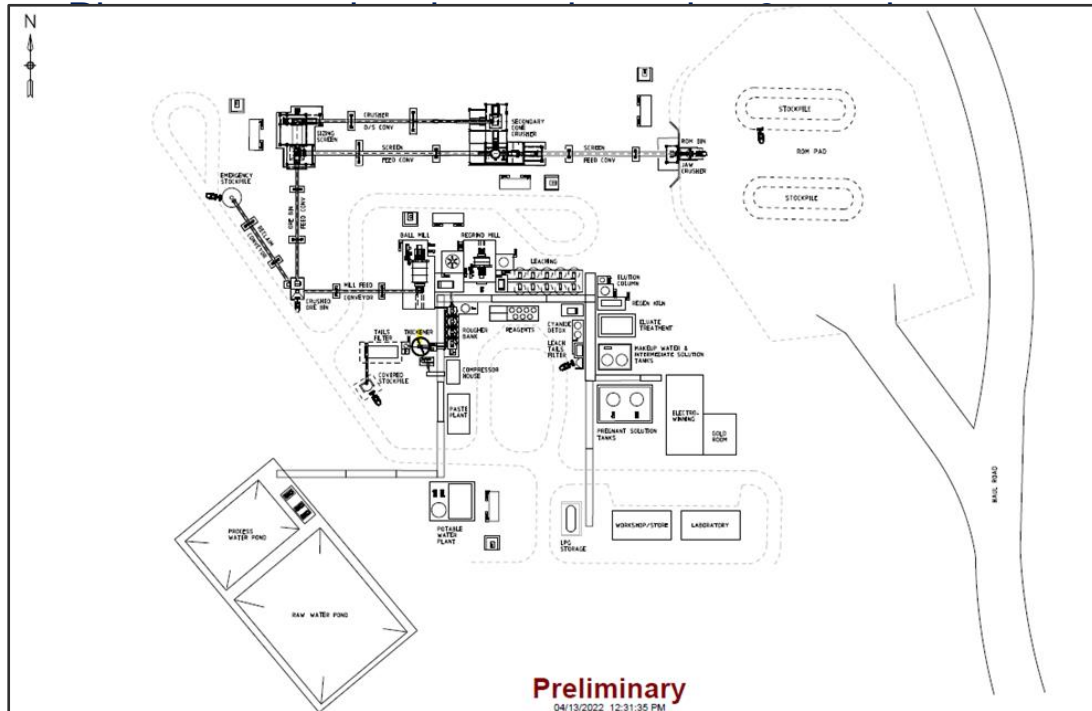 N
STOCKPILE
ROM PAD
STOCKPILE
ROM BIN
JAW
CRUSHER
SECONDARY
CONE
CRUSHER
CRUSHER
O/S CONV
SIZING
SCREEN
SCREEN
FEED CONV
SCREEN
FEED CONV
EMERGENCY
STOCKPILE
RECLAIM
CONVEYOR
ORE BIN
FEED CONV
CRUSHED
ORE BIN
MILL FEED
CONVEYOR
BALL MILL
REGRIND MILL
LEACHING
ELUTION
COLUMN
REGEN KILN
ELUATE
TREATMENT
MAKEUP WATER &
INTERMEDIATE SOLUTION
TANKS
TAILS
FILTER
THICKENER
ROUGHER
BANK
REAGENTS
CYANIDE
DETOX
LEACH
TAILS
FILTER
COVERED
STOCKPILE
COMPRESSOR
HOUSE
PASTE
PLANT
PREGNANT SOLUTION
TANKS
ELECTRO-
WINNING
GOLD
ROOM
HAUL ROAD
PROCESS
WATER POND
RAW WATER POND
POTABLE
WATER
PLANT
LPG
STORAGE
WORKSHOP/STORE
LABORATORY
Preliminary
04/13/2022 12:31:35 PM